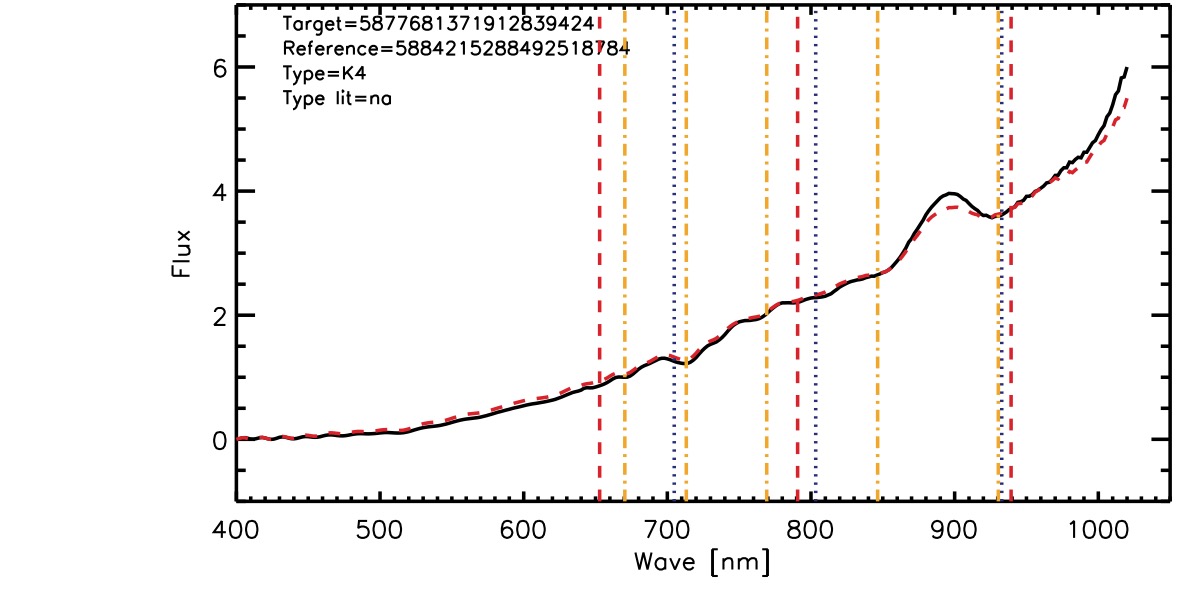 Target=5877681371912839424
Reference=5884215288492518784
Type=K4
Type lit=na
6
4
2
0
Flux
400 500 600 700 800 900 1000
Wave [nm]